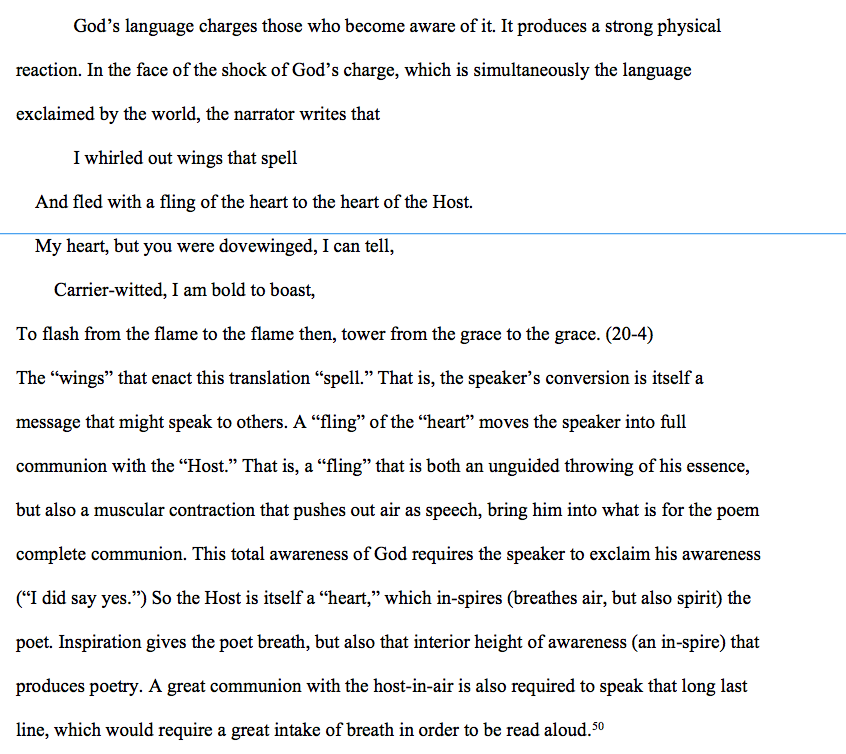 God’s language charges those who become aware of it. It produces a strong physical
reaction. In the face of the shock of God’s charge, which is simultaneously the language
exclaimed by the world, the narrator writes that
I whirled out wings that spell
And fled with a fling of the heart to the heart of the Host.
My heart, but you were dovewinged, I can tell,
Carrier-witted, I am bold to boast,
To flash from the flame to the flame then, tower from the grace to the grace. (20-4)
The “wings” that enact this translation “spell.” That is, the speaker’s conversion is itself a
message that might speak to others. A “fling” of the “heart” moves the speaker into full
communion with the “Host.” That is, a “fling” that is both an unguided throwing of his essence,
but also a muscular contraction that pushes out air as speech, bring him into what is for the poem
complete communion. This total awareness of God requires the speaker to exclaim his awareness
(“I did say yes.”) So the Host is itself a “heart,” which in-spires (breathes air, but also spirit) the
poet. Inspiration gives the poet breath, but also that interior height of awareness (an in-spire) that
produces poetry. A great communion with the host-in-air is also required to speak that long last
line, which would require a great intake of breath in order to be read aloud.50